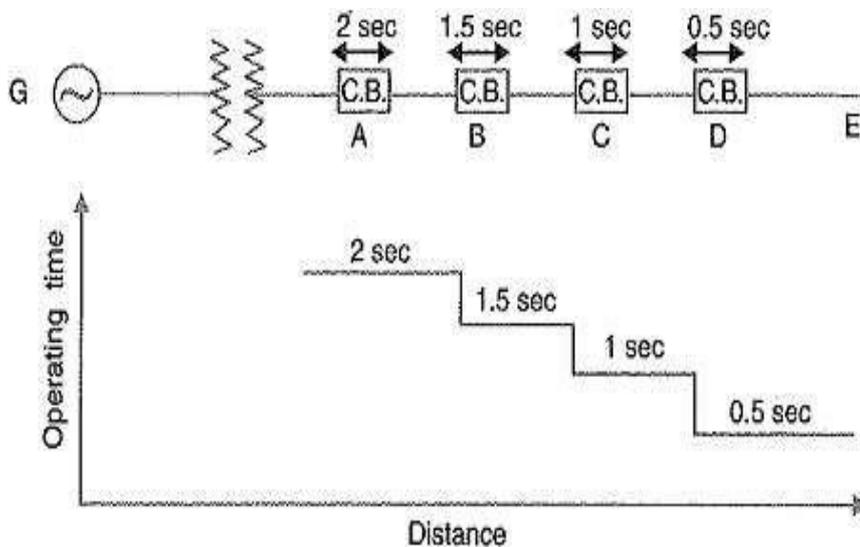 2 sec 1.5 sec 1 sec 0.5 sec
G C.B. C.B. C.B. C.B.
A B C D E
2 sec
1.5 sec
1 sec
0.5 sec
Operating time
Distance